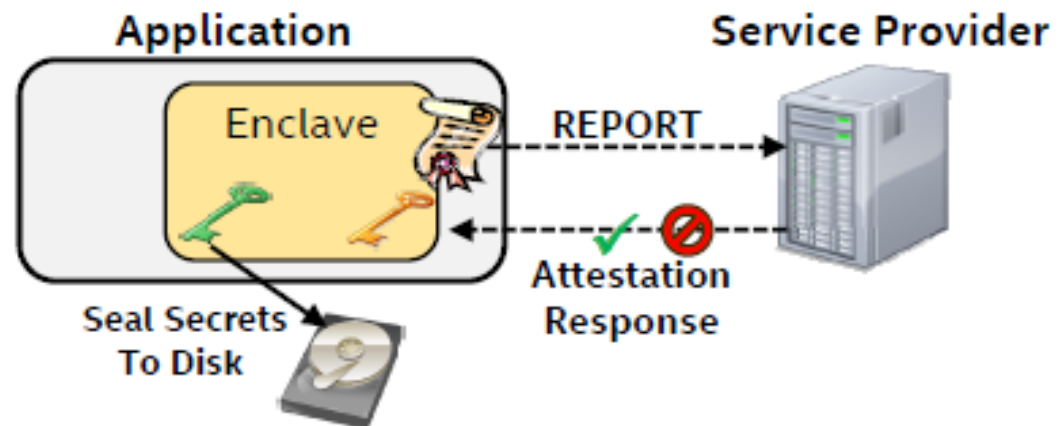 Application
Service Provider
Enclave
REPORT
Attestation
Response
Seal Secrets
To Disk